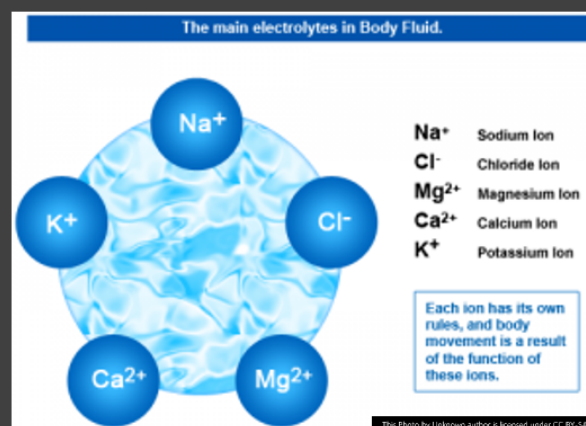 The main electrolytes in Body Fluid.
Na⁺
K⁺
Cl⁻
Ca²⁺
Mg²⁺
Na⁺ Sodium Ion
Cl⁻ Chloride Ion
Mg²⁺ Magnesium Ion
Ca²⁺ Calcium Ion
K⁺ Potassium Ion
Each ion has its own
rules, and body
movement is a result
of the function of
these ions.
This Photo by Unknown author is licensed under CC BY-S